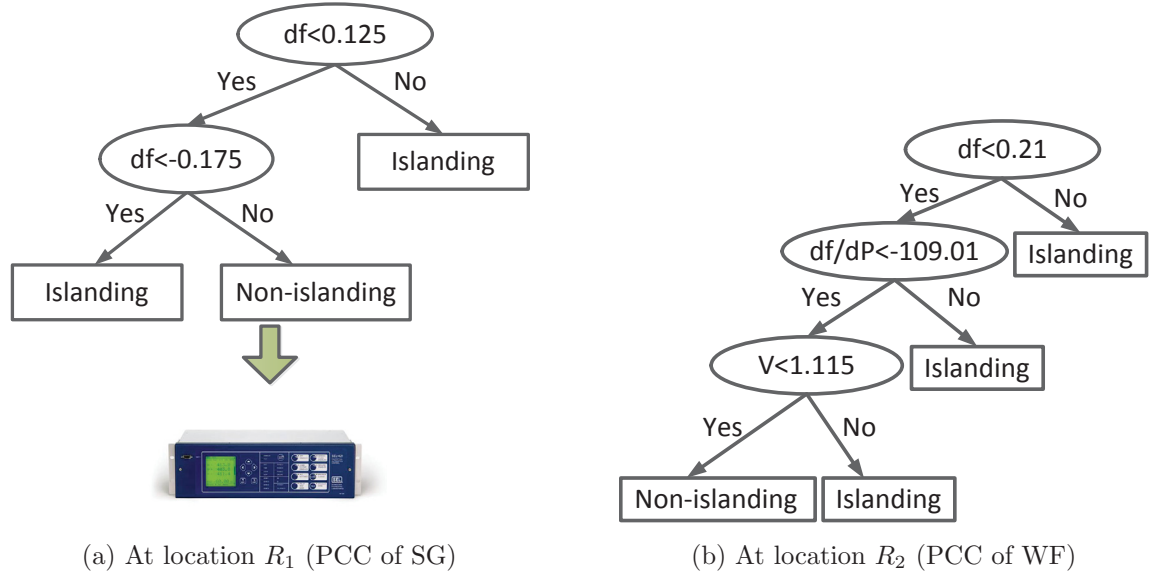 df<0.125
Yes
No
df<-0.175
Islanding
Yes
No
Islanding
Non-islanding
(a) At location R1 (PCC of SG)
df<0.21
Yes
No
df/dP<-109.01
Islanding
Yes
No
V<1.115
Islanding
Yes
No
Non-islanding
Islanding
(b) At location R2 (PCC of WF)